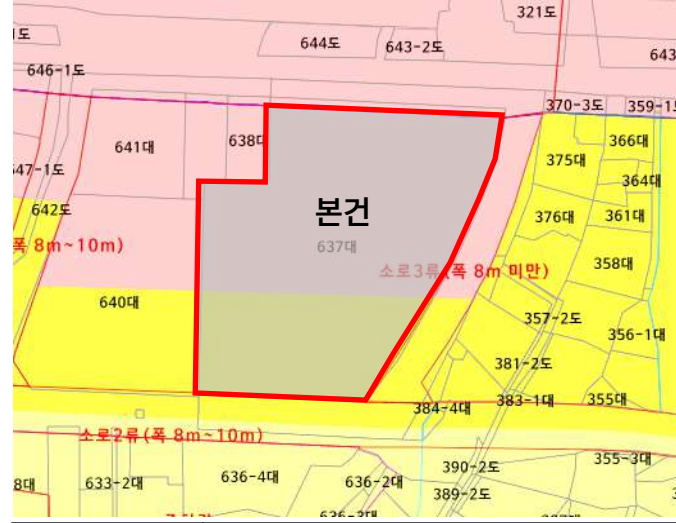 321도
1도
644도
643-2도
643
646-1도
370-3도
359-1
641대
638대
366대
375대
47-1도
364대
642도
본건
376대
361대
폭 8m~10m)
637대
소로3류(폭 8m 미만)
358대
640대
357-2도
356-1대
381-2도
384-4대
383-1대
355대
소로2류(폭 8m~10m)
390-2도
355-3대
8대
633-2대
636-4대
636-2대
389-2도
636-3대